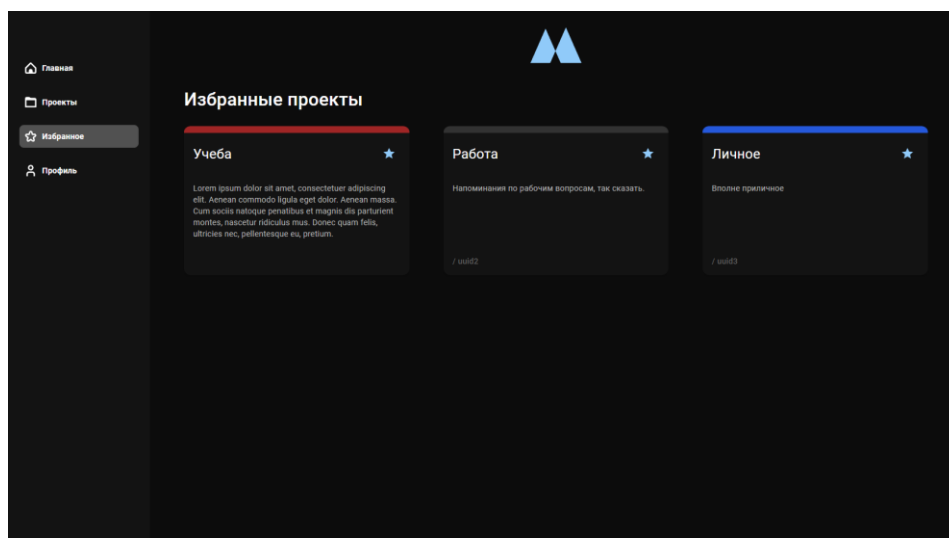 Главная
Проекты
Избранное
Профиль
Избранные проекты
Учеба
Lorem ipsum dolor sit amet, consectetuer adipiscing
elit. Aenean commodo ligula eget dolor. Aenean massa.
Cum sociis natoque penatibus et magnis dis parturient
montes, nascetur ridiculus mus. Donec quam felis,
ultricies nec, pellentesque eu, pretium.
Работа
Напоминания по рабочим вопросам, так сказать.
/ uuid2
Личное
Вполне приличное
/ uuid3